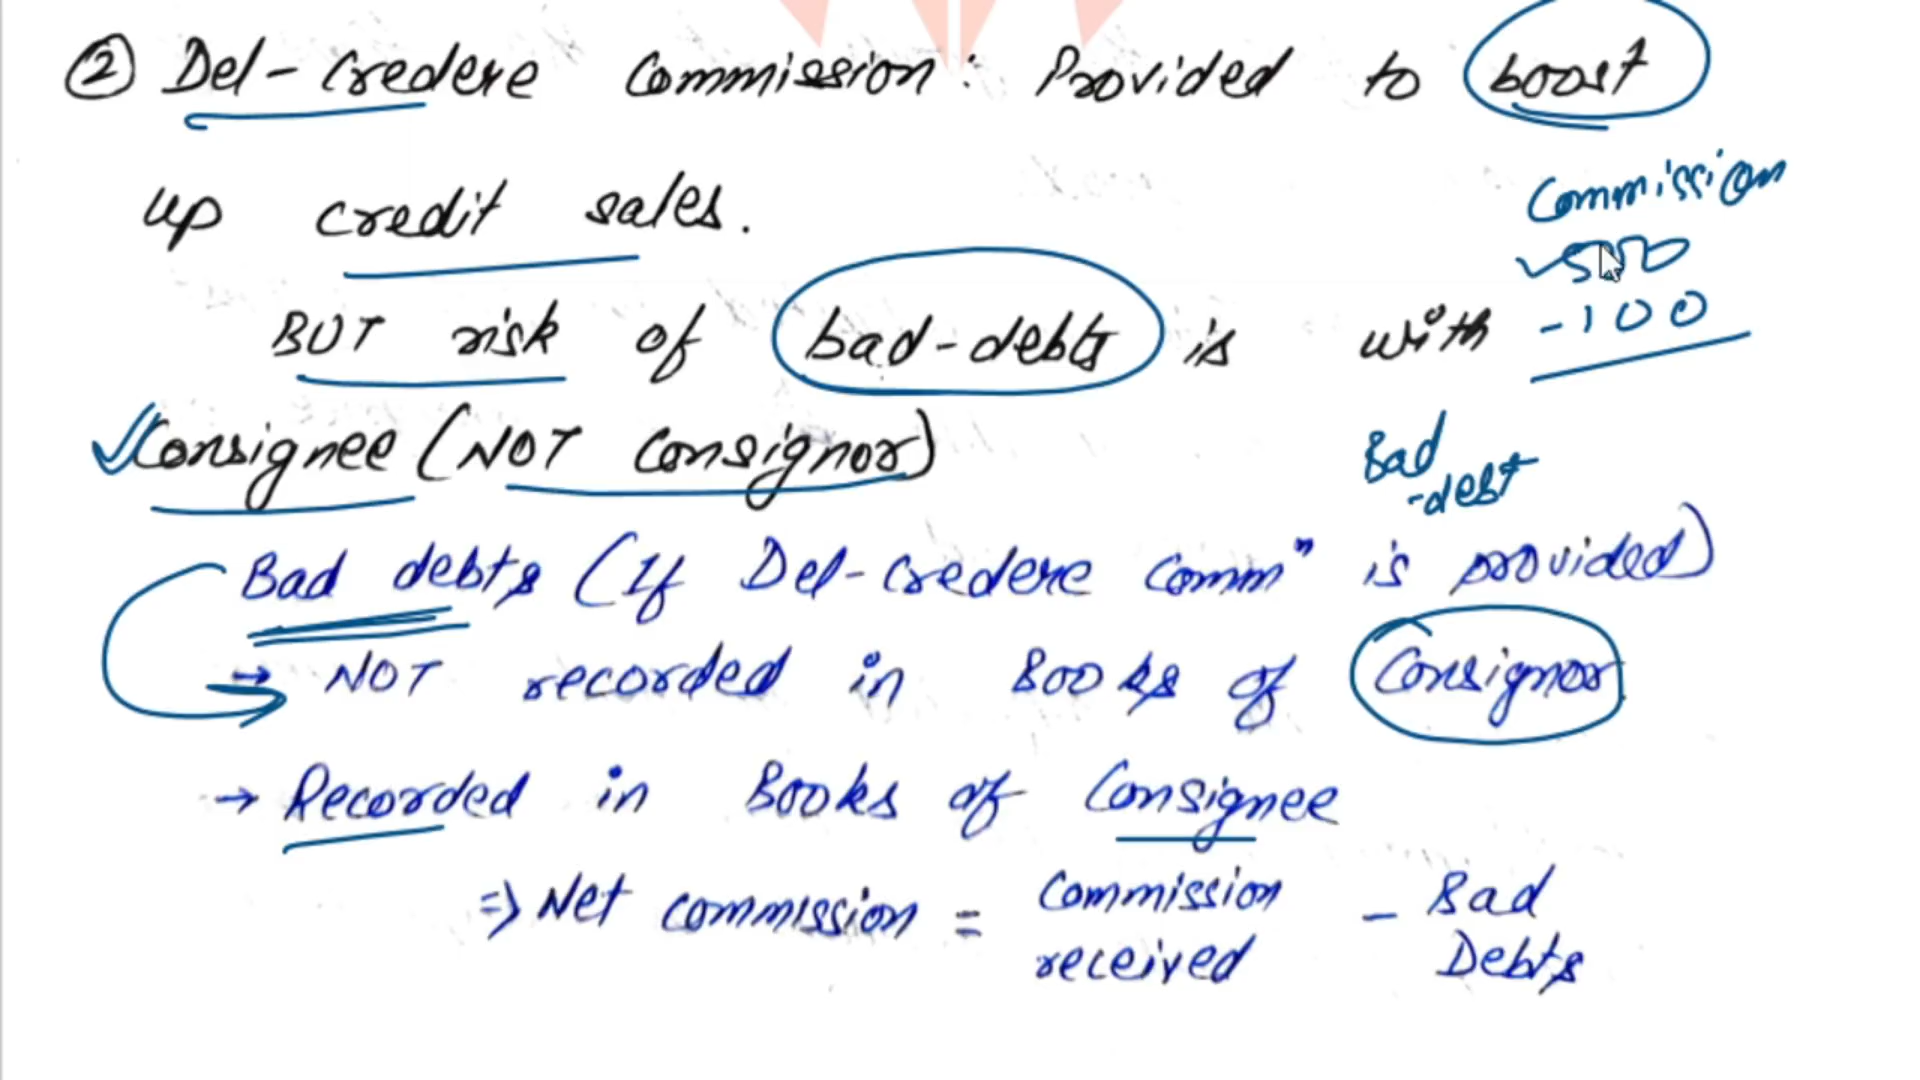 ② Del-Credere Commission: Provided to boost
up credit sales.
Commission
500
-100
BUT risk of bad-debts is with
Consignee (NOT Consignor)
Bad
-debt
Bad debts (If Del-Credere Comm" is provided)
→ NOT recorded in Books of Consignor
→ Recorded in Books of Consignee
⇒ Net commission = Commission received - Bad Debts